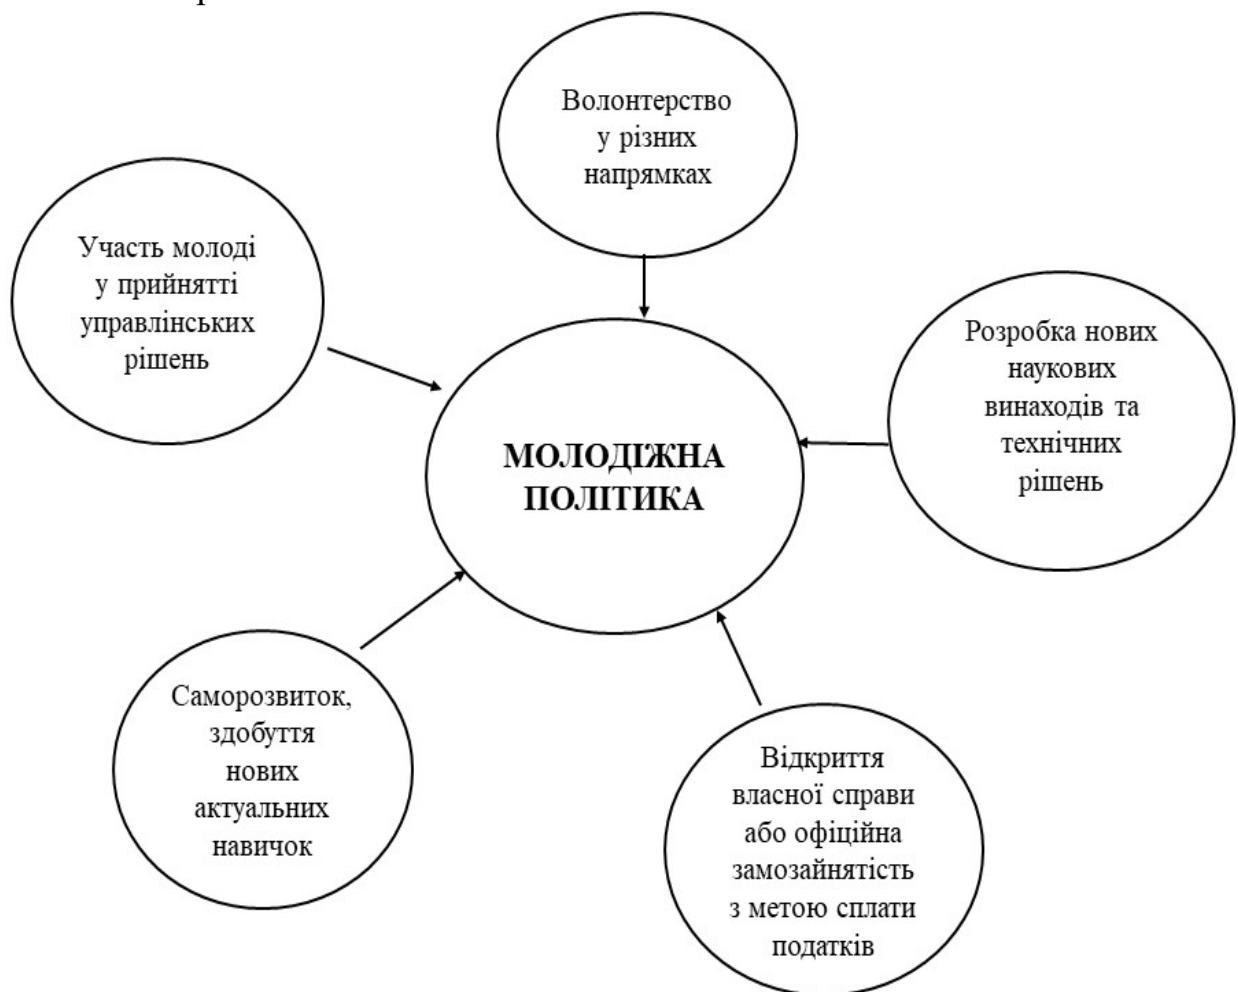 Волонтерство
у різних
напрямках
Участь молоді
у прийнятті
управлінських
рішень
Розробка нових
наукових
винаходів та
технічних
рішень
МОЛОДІЖНА
ПОЛІТИКА
Саморозвиток,
здобуття
нових
актуальних
навичок
Відкриття
власної справи
або офіційна
замозайнятість
з метою сплати
податків